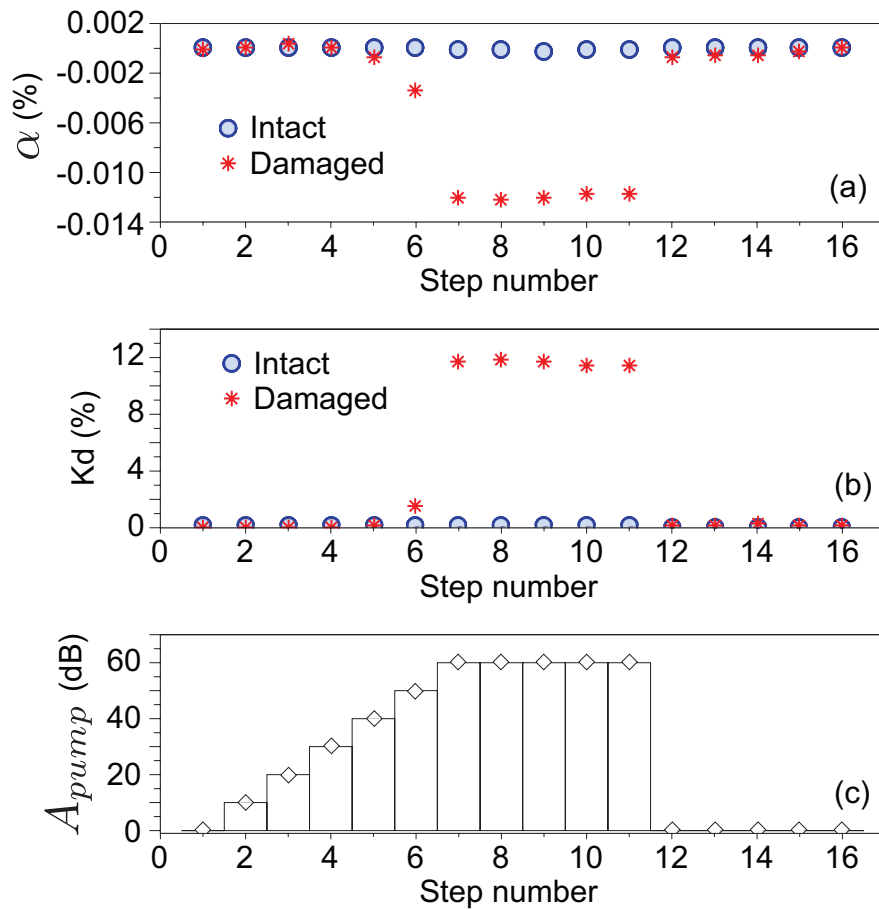 0.002
-0.002
-0.006
-0.010
-0.014
α (%)
Intact
Damaged
(a)
0 2 4 6 8 10 12 14 16
Step number
12
8
4
0
Kd (%)
Intact
Damaged
(b)
0 2 4 6 8 10 12 14 16
Step number
60
40
20
0
Apump (dB)
(c)
0 2 4 6 8 10 12 14 16
Step number